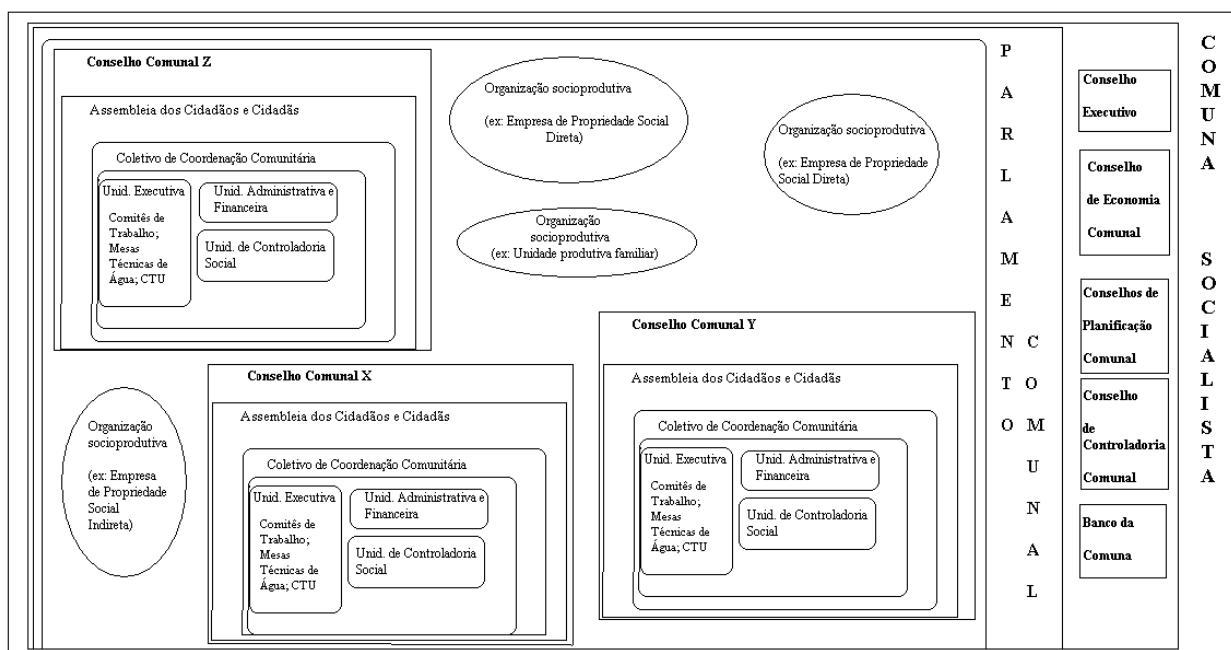 Conselho Comunal Z
Assembleia dos Cidadãos e Cidadãs
Coletivo de Coordenação Comunitária
Unid. Executiva
Comitês de
Trabalho;
Mesas
Técnicas de
Água; CTU
Unid. Administrativa e
Financeira
Unid. de Controladoria
Social
Organização socioprodutiva
(ex: Empresa de Propriedade Social
Direta)
Organização socioprodutiva
(ex: Empresa de Propriedade
Social Direta)
Organização
socioprodutiva
(ex: Unidade produtiva familiar)
Organização
socioprodutiva
(ex: Empresa
de Propriedade
Social
Indireta)
Conselho Comunal X
Assembleia dos Cidadãos e Cidadãs
Coletivo de Coordenação Comunitária
Unid. Executiva
Comitês de
Trabalho;
Mesas
Técnicas de
Água; CTU
Unid. Administrativa e
Financeira
Unid. de Controladoria
Social
Conselho Comunal Y
Assembleia dos Cidadãos e Cidadãs
Coletivo de Coordenação Comunitária
Unid. Executiva
Comitês de
Trabalho;
Mesas
Técnicas de
Água; CTU
Unid. Administrativa e
Financeira
Unid. de Controladoria
Social
PARLAMENTO
COMUNAL
Conselho
Executivo
Conselho
de Economia
Comunal
Conselhos de
Planificação
Comunal
Conselho
de
Controladoria
Comunal
Banco da
Comuna
COMUNA
SOCIALISTA